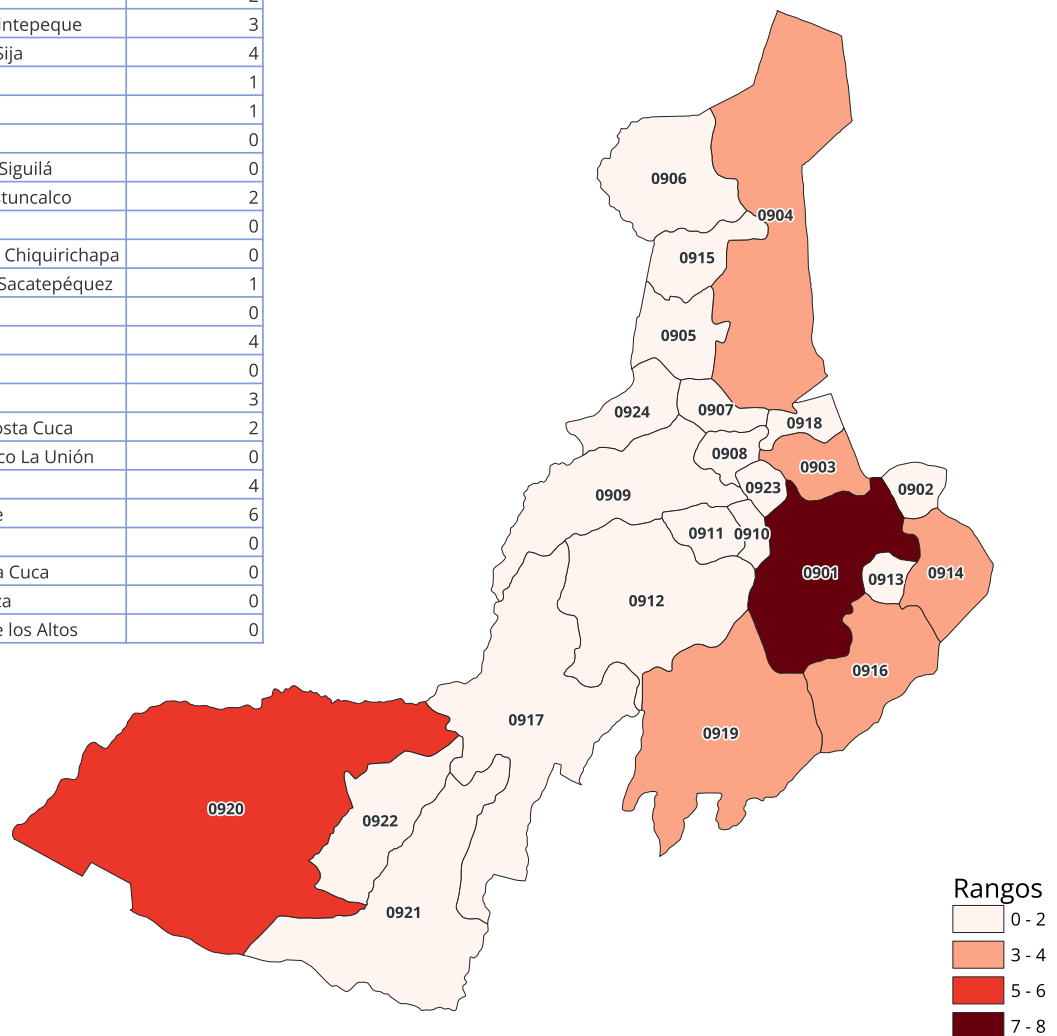 2
intepeque 3
Sija 4
1
1
0
Siguilá 0
stuncalco 2
0
Chiquirichapa 0
Sacatepéquez 1
0
4
0
3
osta Cuca 2
co La Unión 0
4
e 6
0
a Cuca 0
za 0
e los Altos 0
0906
0904
0915
0905
0924
0907
0918
0908
0903
0923
0902
0909
0911
0910
0901
0913
0914
0912
0916
0917
0919
0920
0922
0921
Rangos
0 - 2
3 - 4
5 - 6
7 - 8